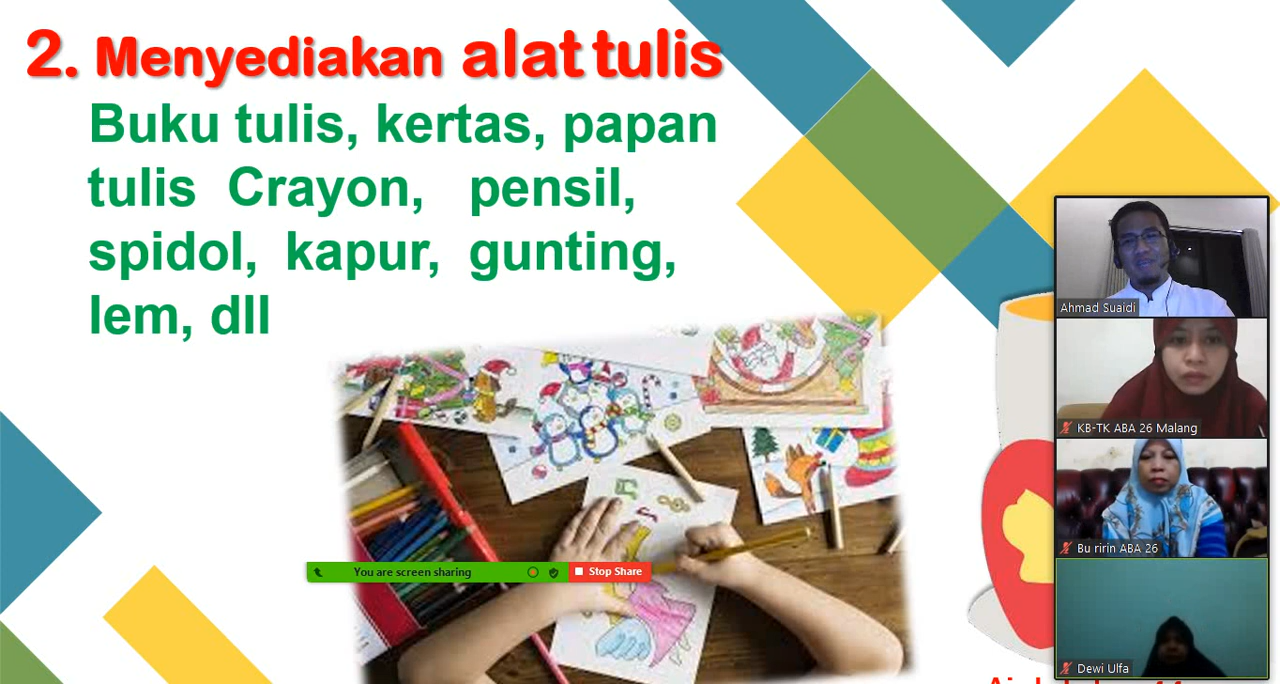 2. Menyediakan alat tulis
Buku tulis, kertas, papan
tulis Crayon, pensil,
spidol, kapur, gunting,
lem, dll
You are screen sharing
Stop Share
Ahmad Suaidi
KB-TK ABA 26 Malang
Bu ririn ABA 26
Dewi Ulfa